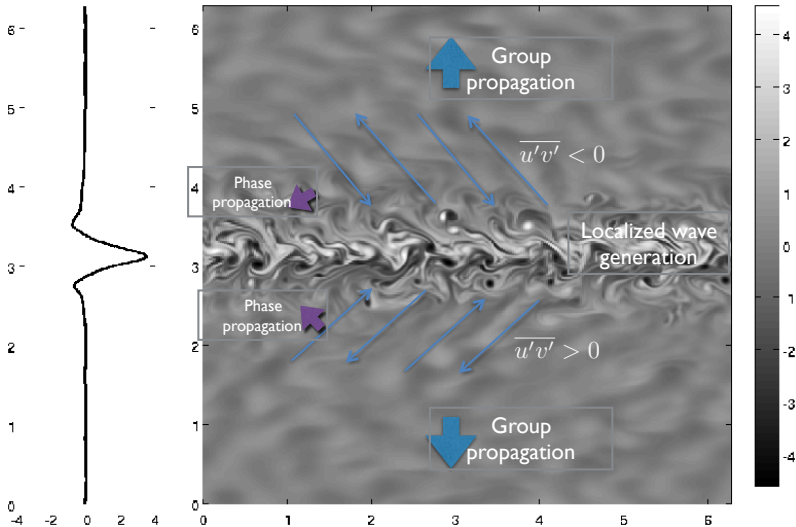 6
5
4
3
2
1
0
-4 -2 0 2 4
6
5
4
3
2
1
0
0 1 2 3 4 5 6
Group
propagation
u'v' < 0
Phase
propagation
Localized wave
generation
Phase
propagation
u'v' > 0
Group
propagation
4
3
2
1
0
-1
-2
-3
-4